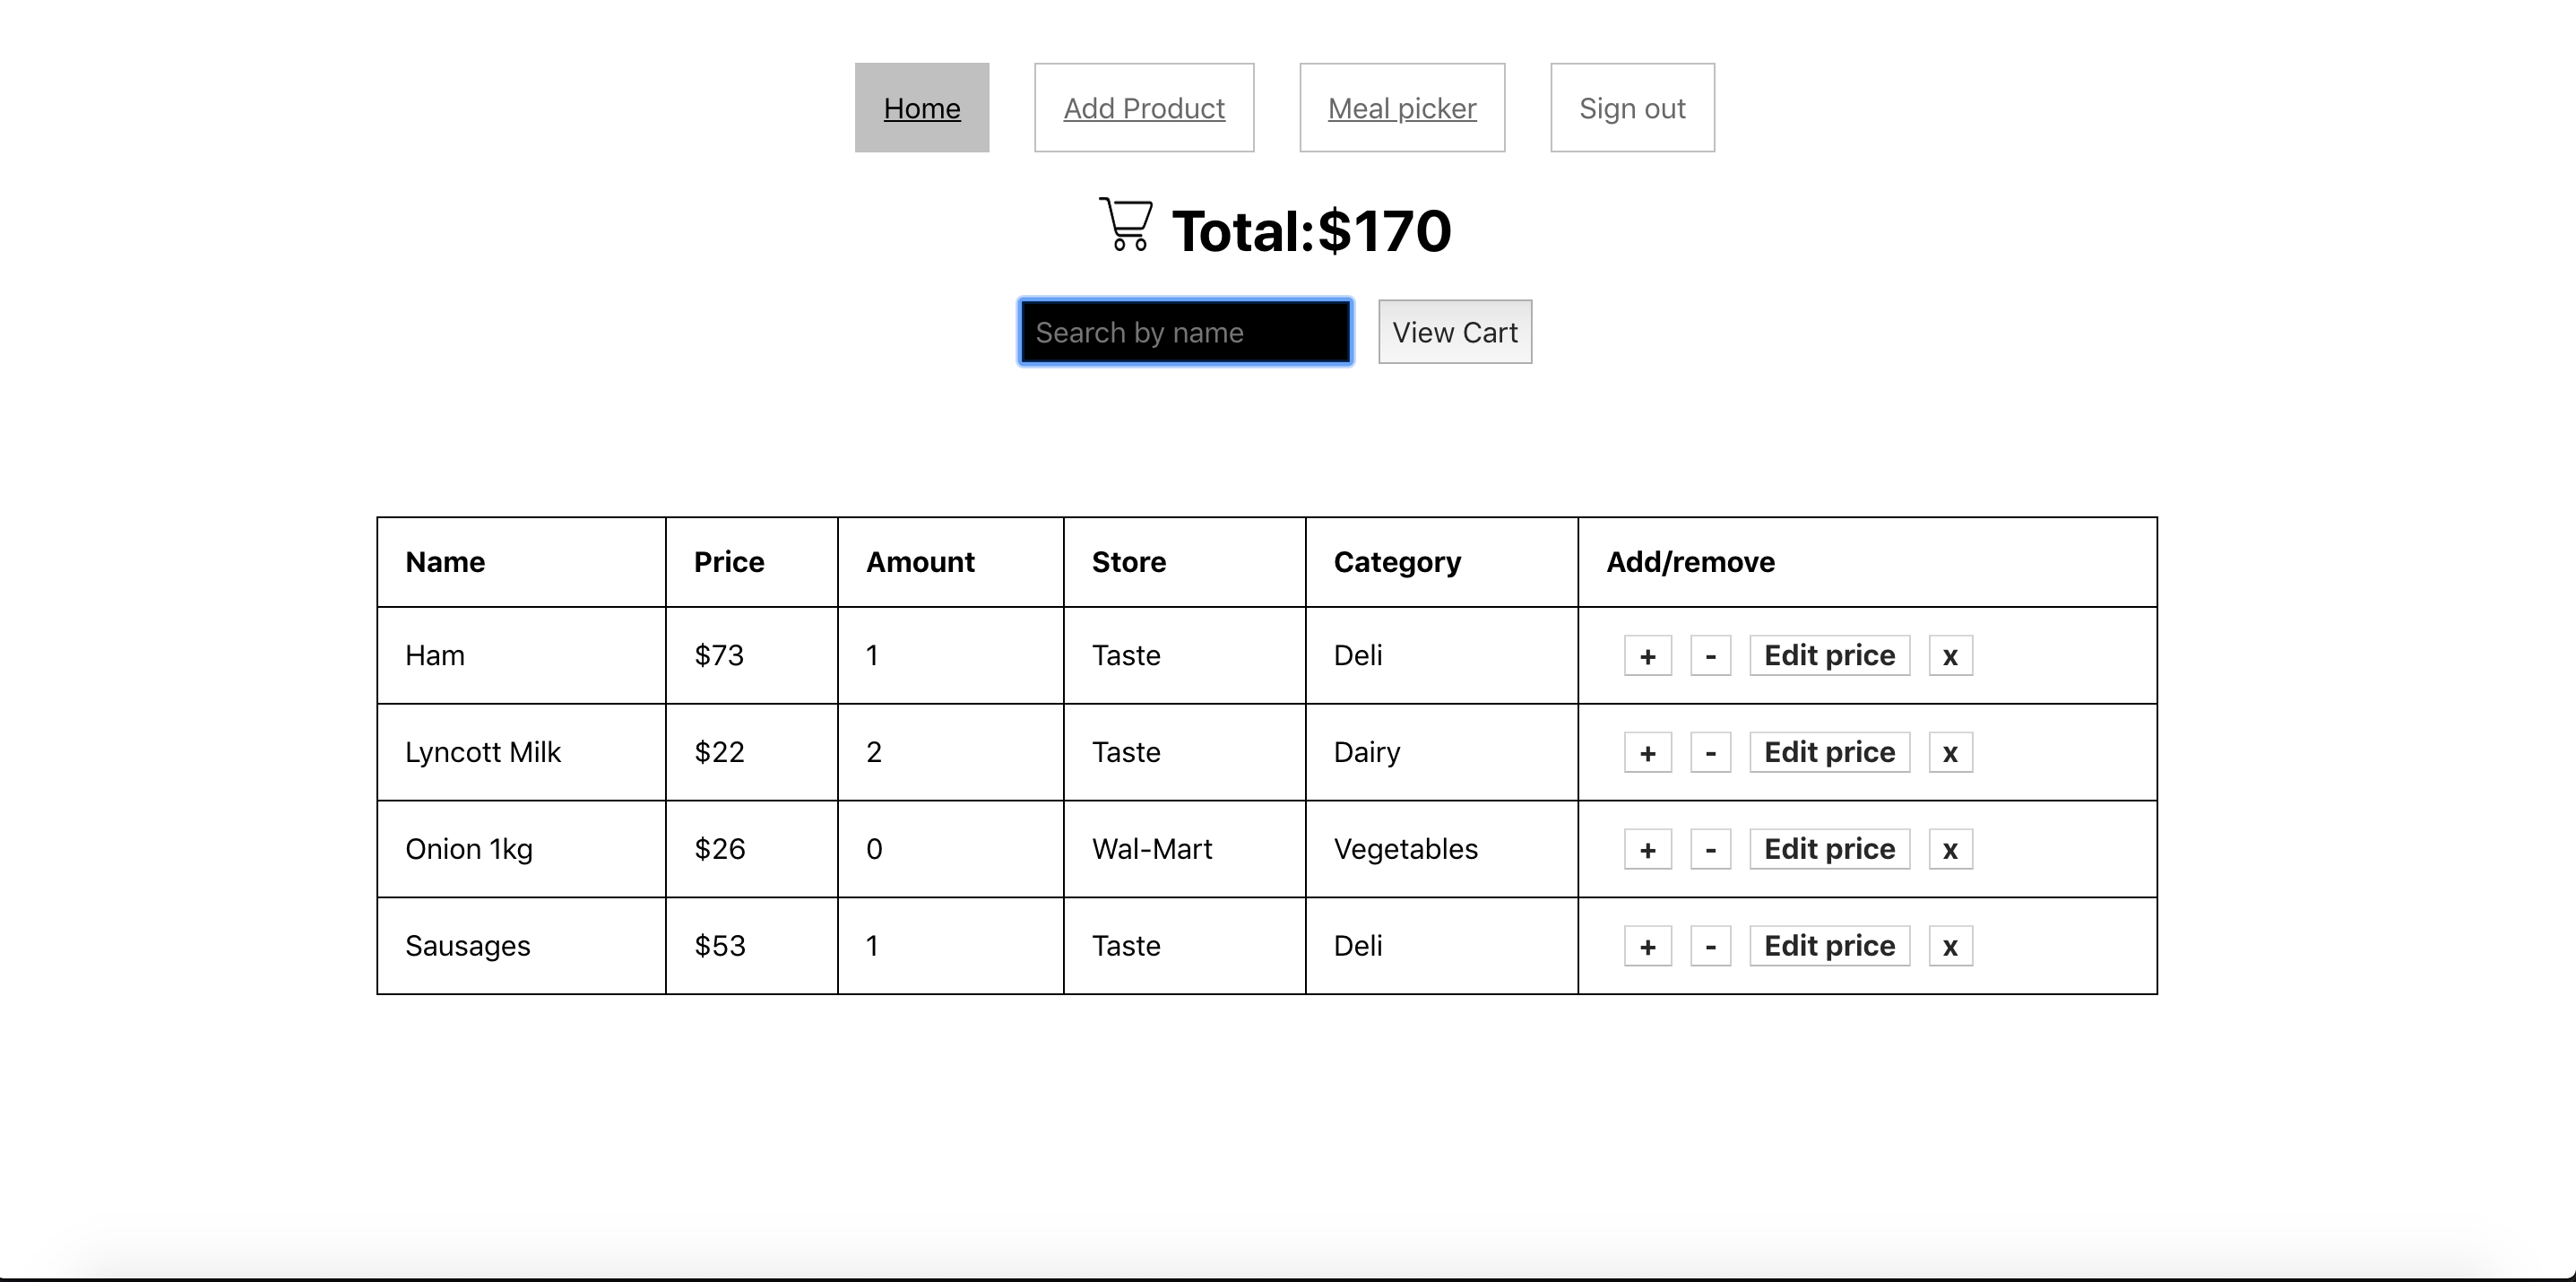 Home Add Product Meal picker Sign out
Total:$170
Search by name View Cart
Name Price Amount Store Category Add/remove
Ham $73 1 Taste Deli + - Edit price x
Lyncott Milk $22 2 Taste Dairy + - Edit price x
Onion 1kg $26 0 Wal-Mart Vegetables + - Edit price x
Sausages $53 1 Taste Deli + - Edit price x